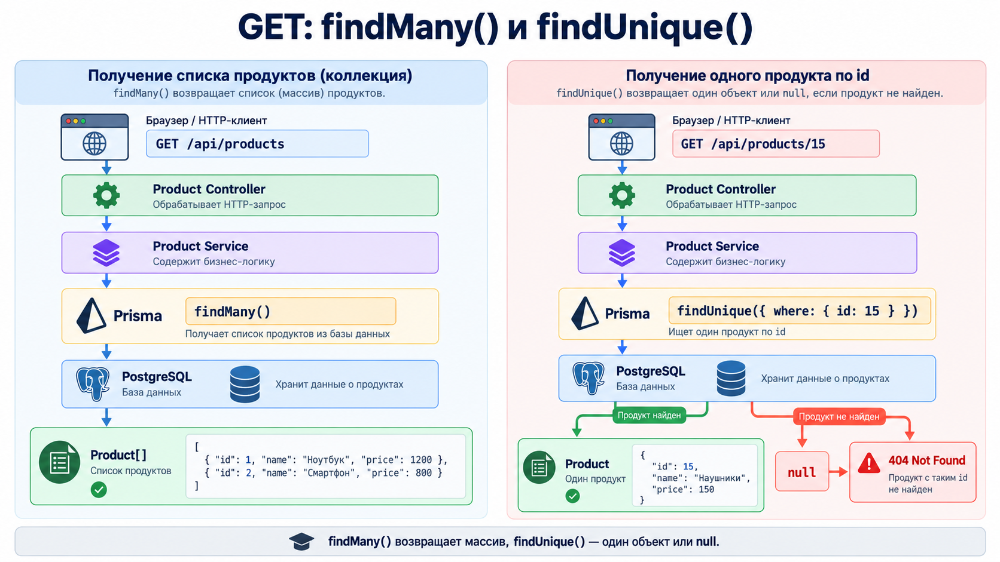 GET: findMany() и findUnique()
Получение списка продуктов (коллекция)
findMany() возвращает список (массив) продуктов.
Браузер / HTTP-клиент
GET /api/products
Product Controller
Обрабатывает HTTP-запрос
Product Service
Содержит бизнес-логику
Prisma
findMany()
Получает список продуктов из базы данных
PostgreSQL
База данных
Хранит данные о продуктах
Product[]
Список продуктов
[
{ "id": 1, "name": "Ноутбук", "price": 1200 },
{ "id": 2, "name": "Смартфон", "price": 800 }
]
Получение одного продукта по id
findUnique() возвращает один объект или null, если продукт не найден.
Браузер / HTTP-клиент
GET /api/products/15
Product Controller
Обрабатывает HTTP-запрос
Product Service
Содержит бизнес-логику
Prisma
findUnique({ where: { id: 15 } })
Ищет один продукт по id
PostgreSQL
База данных
Хранит данные о продуктах
Продукт найден
Продукт не найден
Product
Один продукт
{
"id": 15,
"name": "Наушники",
"price": 150
}
null
404 Not Found
Продукт с таким id
не найден
findMany() возвращает массив, findUnique() — один объект или null.